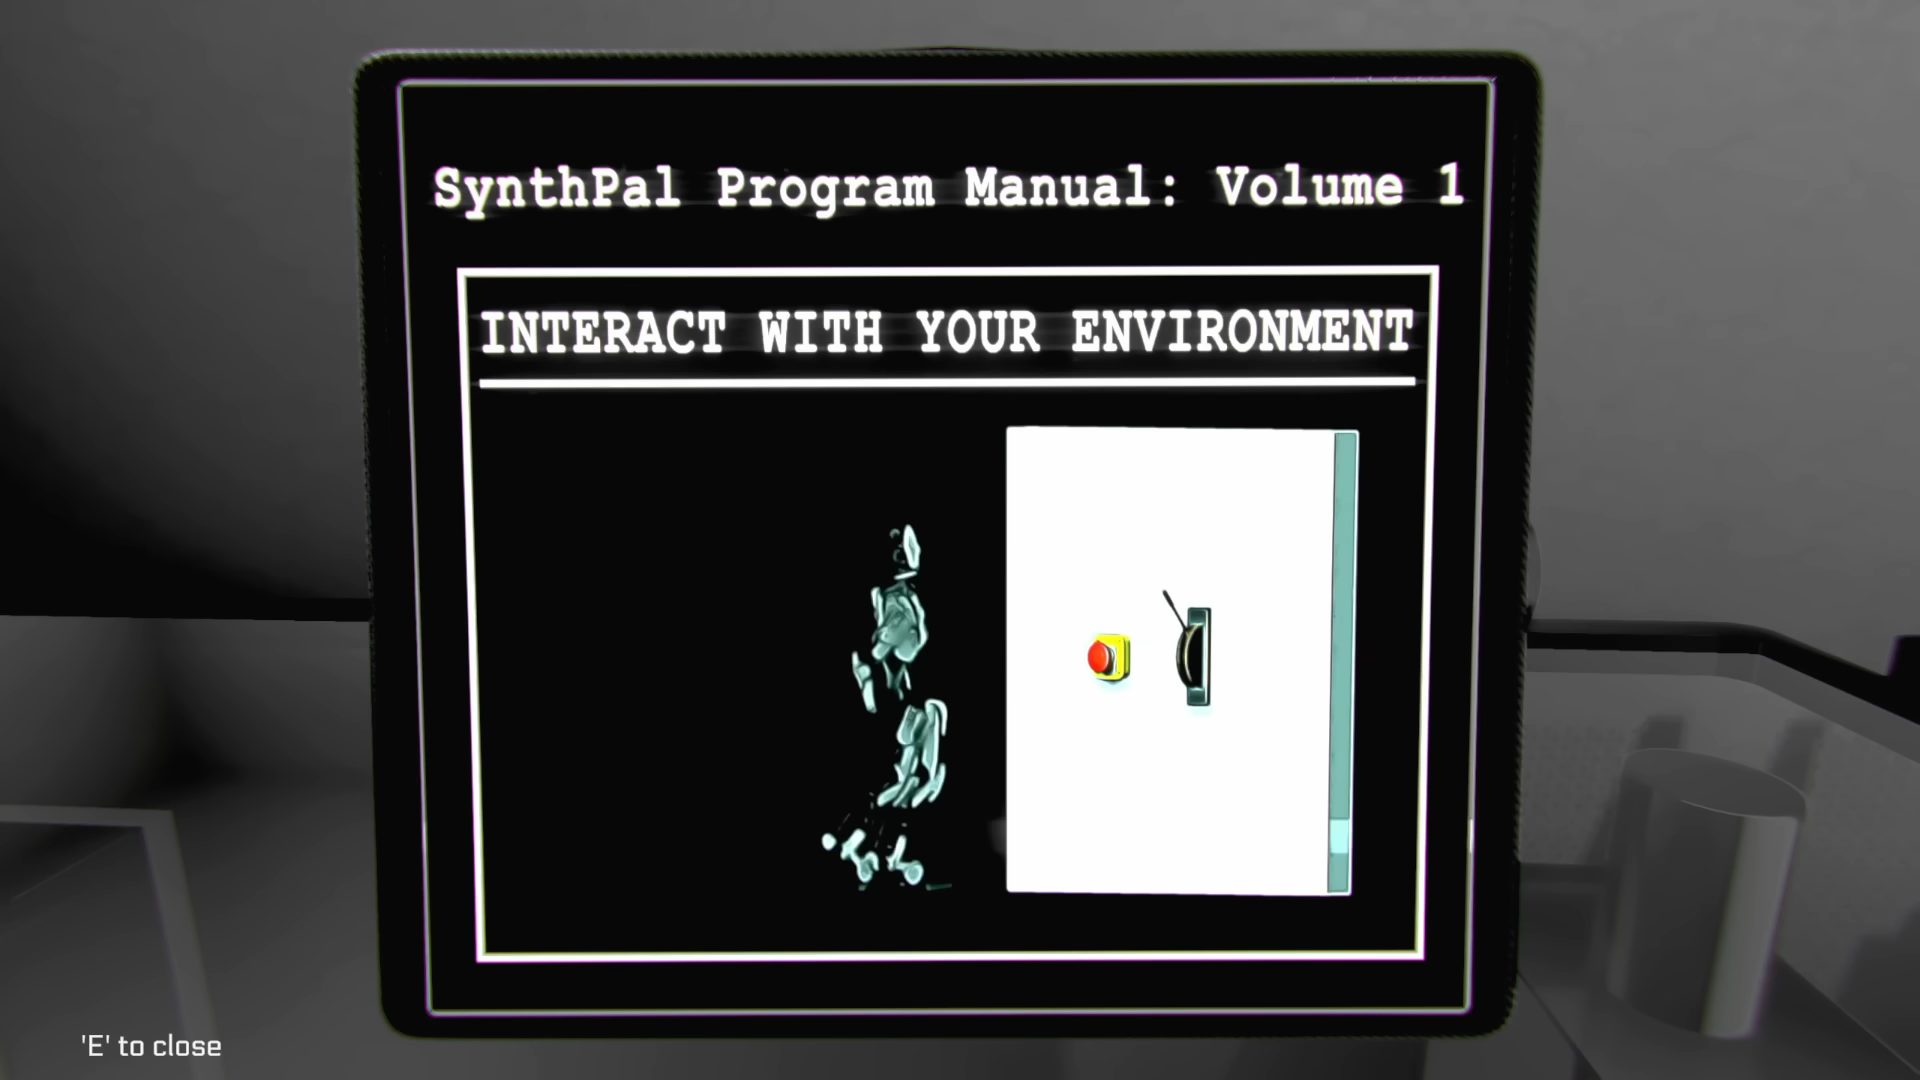 SynthPal Program Manual: Volume 1
INTERACT WITH YOUR ENVIRONMENT
'E' to close